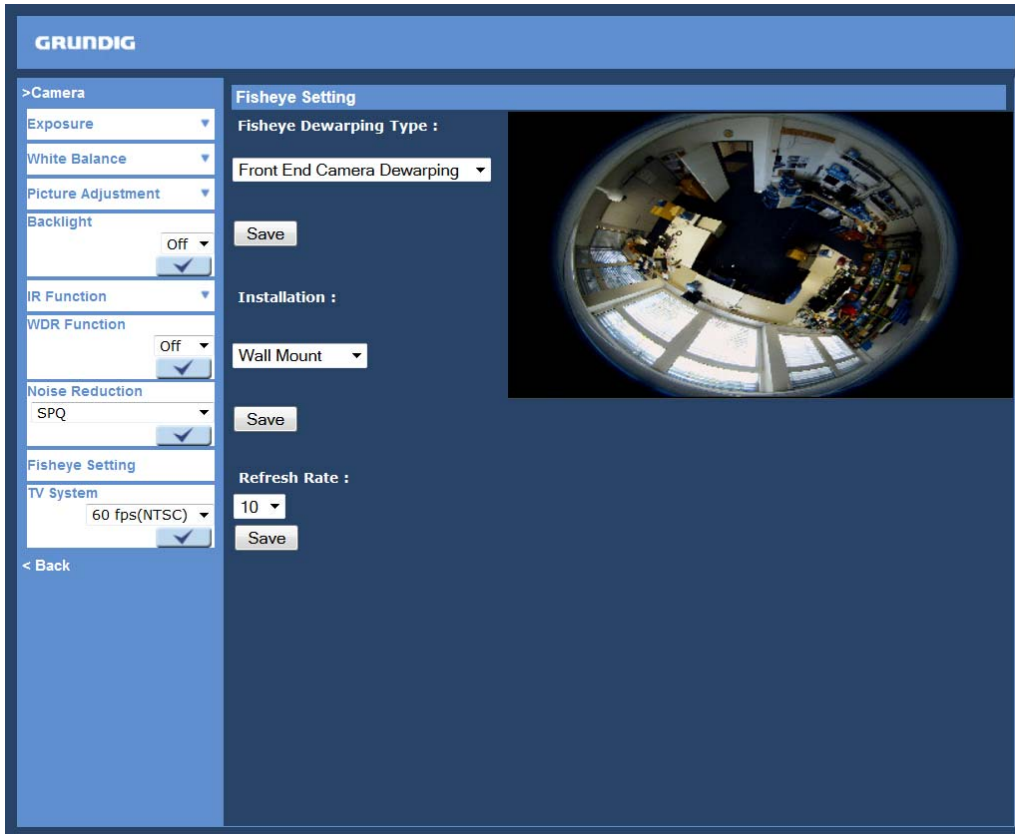 GRUNDIG
>Camera
Exposure
White Balance
Picture Adjustment
Backlight
Off
IR Function
WDR Function
Off
Noise Reduction
SPQ
Fisheye Setting
TV System
60 fps(NTSC)
< Back
Fisheye Setting
Fisheye Dewarping Type :
Front End Camera Dewarping
Save
Installation :
Wall Mount
Save
Refresh Rate :
10
Save